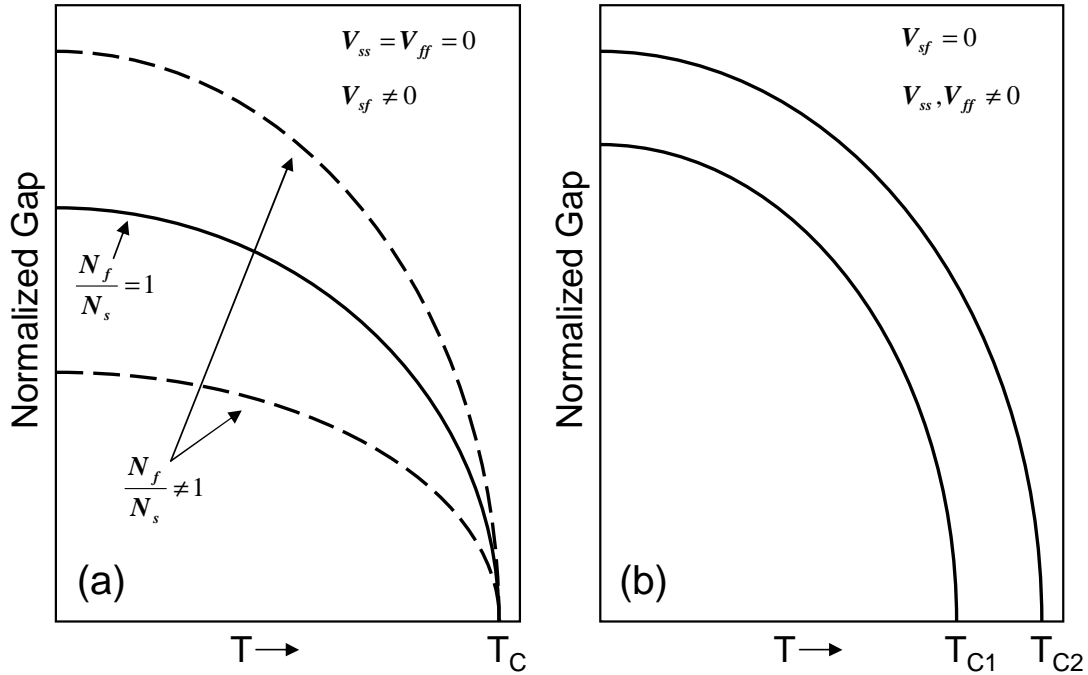 Normalized Gap
V_ss = V_ff = 0
V_sf ≠ 0
N_f / N_s = 1
N_f / N_s ≠ 1
(a)
T → T_C
Normalized Gap
V_sf = 0
V_ss, V_ff ≠ 0
(b)
T → T_C1 T_C2